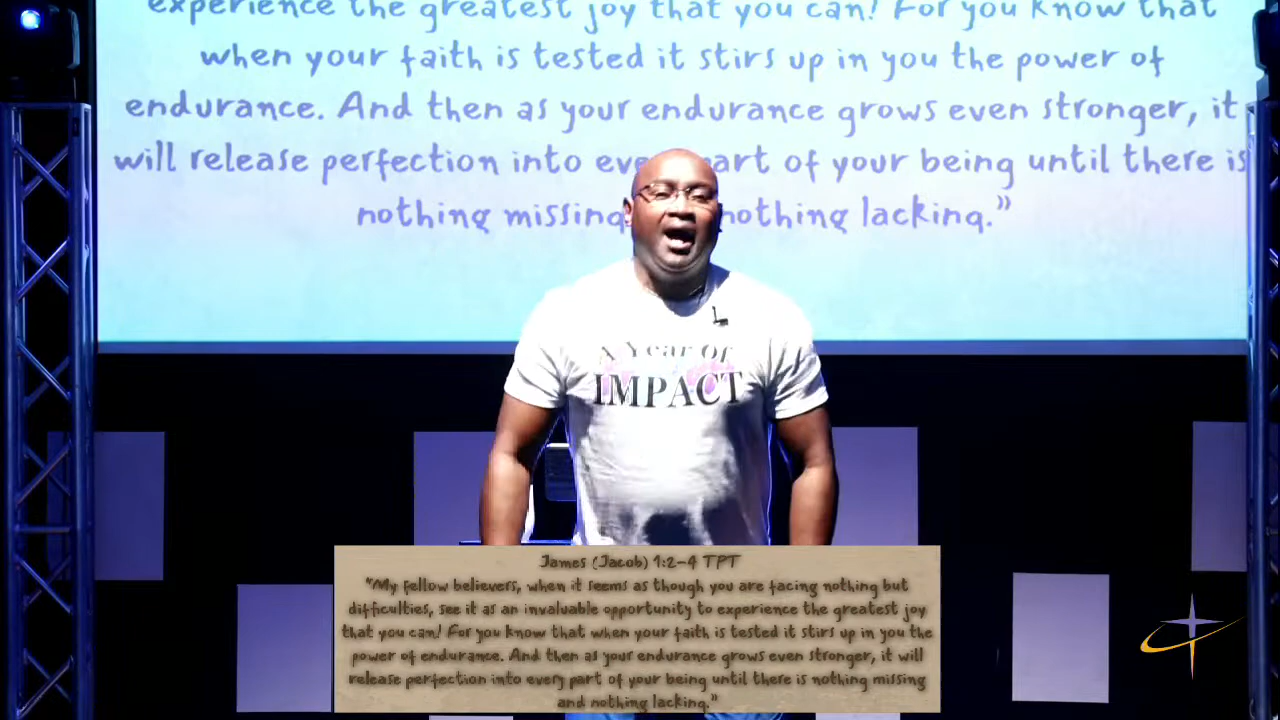 experience the greatest joy that you can! For you know that
when your faith is tested it stirs up in you the power of
endurance. And then as your endurance grows even stronger, it
will release perfection into part of your being until there is
nothing missing nothing lacking.”
A Year of
IMPACT
James (Jacob) 1:2-4 TPT
"My fellow believers, when it seems as though you are facing nothing but
difficulties, see it as an invaluable opportunity to experience the greatest joy
that you can! For you know that when your faith is tested it stirs up in you the
power of endurance. And then as your endurance grows even stronger, it will
release perfection into every part of your being until there is nothing missing
and nothing lacking."